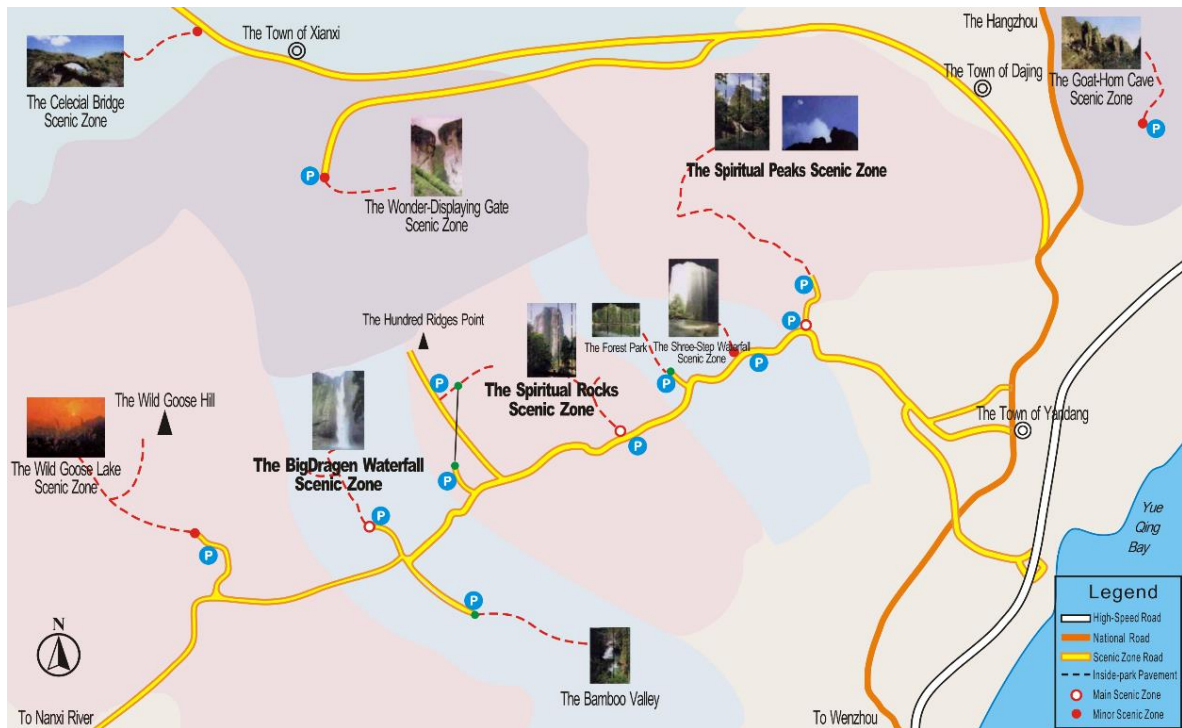 The Town of Xianxi
The Hangzhou
The Celecial Bridge
Scenic Zone
The Town of Dajing
The Goat-Horn Cave
Scenic Zone
P
The Spiritual Peaks Scenic Zone
P
The Wonder-Displaying Gate
Scenic Zone
P
P
The Hundred Ridges Point
The Forest Park
The Shree-Step Waterfall
Scenic Zone
P
P
P
The Spiritual Rocks
Scenic Zone
The Wild Goose Hill
The Town of Yandang
P
The Wild Goose Lake
Scenic Zone
The BigDragen Waterfall
Scenic Zone
P
P
P
Yue
Qing
Bay
P
The Bamboo Valley
N
To Nanxi River
To Wenzhou
Legend
High-Speed Road
National Road
Scenic Zone Road
Inside-park Pavement
Main Scenic Zone
Minor Scenic Zone